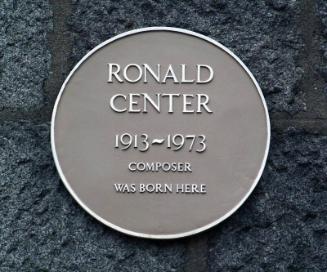 RONALD
CENTER
1913~1973
COMPOSER
WAS BORN HERE